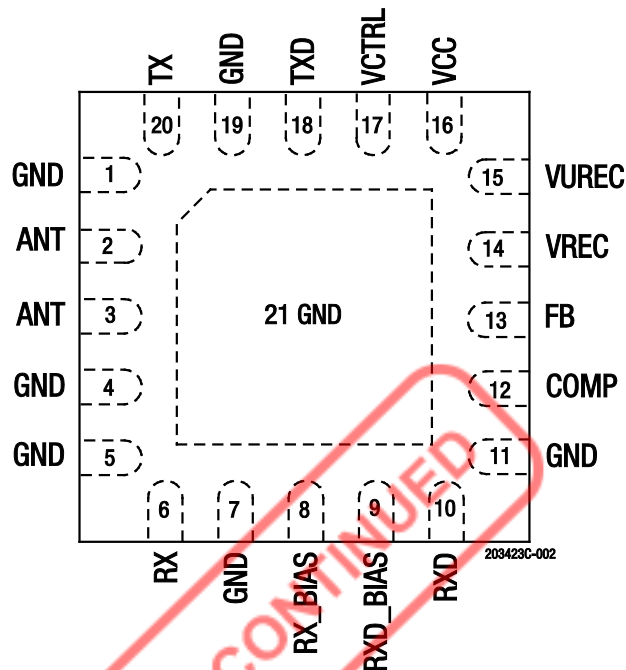 TX
GND
TXD
VCTRL
VCC
20
19
18
17
16
GND 1
ANT 2
ANT 3
GND 4
GND 5
15 VUREC
14 VREC
13 FB
12 COMP
11 GND
21 GND
6
7
8
9
10
RX
GND
RX_BIAS
RXD_BIAS
RXD
203423C-002
CONTINUED